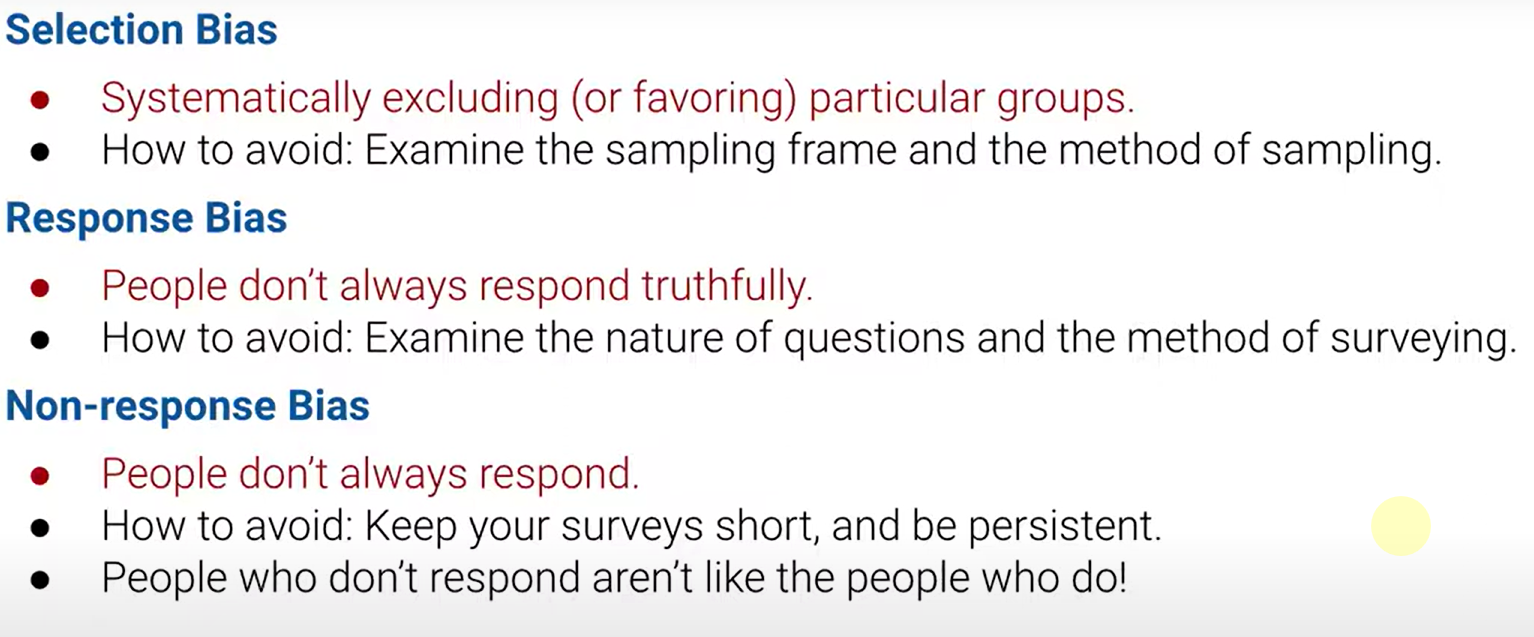 Selection Bias
● Systematically excluding (or favoring) particular groups.
● How to avoid: Examine the sampling frame and the method of sampling.
Response Bias
● People don’t always respond truthfully.
● How to avoid: Examine the nature of questions and the method of surveying.
Non-response Bias
● People don’t always respond.
● How to avoid: Keep your surveys short, and be persistent.
● People who don’t respond aren’t like the people who do!